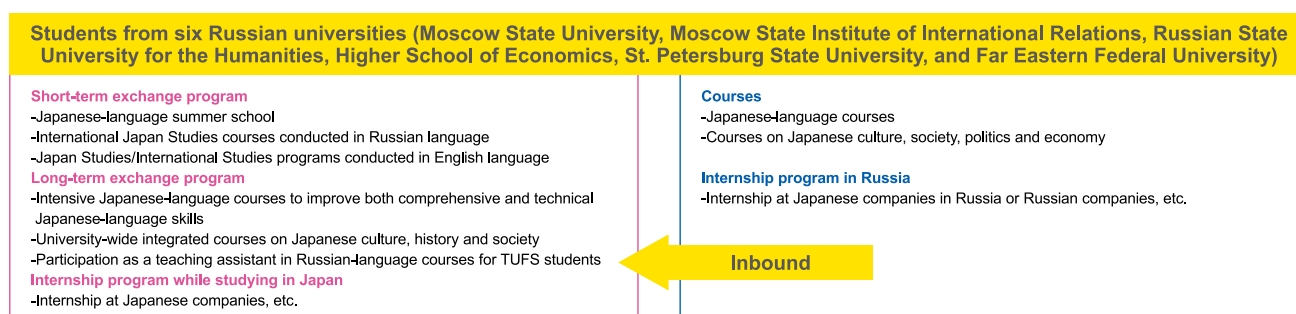 Students from six Russian universities (Moscow State University, Moscow State Institute of International Relations, Russian State
University for the Humanities, Higher School of Economics, St. Petersburg State University, and Far Eastern Federal University)
Short-term exchange program
-Japanese-language summer school
-International Japan Studies courses conducted in Russian language
-Japan Studies/International Studies programs conducted in English language
Long-term exchange program
-Intensive Japanese-language courses to improve both comprehensive and technical
Japanese-language skills
-University-wide integrated courses on Japanese culture, history and society
-Participation as a teaching assistant in Russian-language courses for TUFS students
Internship program while studying in Japan
-Internship at Japanese companies, etc.
Courses
-Japanese-language courses
-Courses on Japanese culture, society, politics and economy
Internship program in Russia
-Internship at Japanese companies in Russia or Russian companies, etc.
Inbound